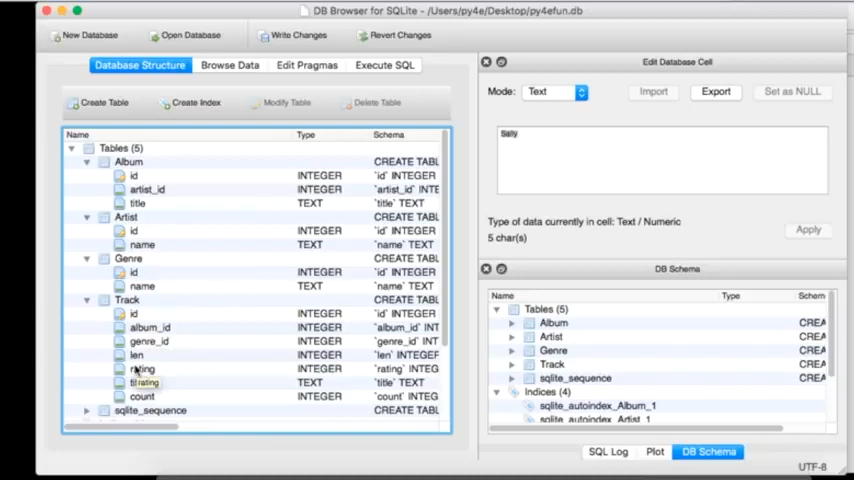 DB Browser for SQLite - /Users/py4e/Desktop/py4efun.db
New Database Open Database Write Changes Revert Changes
Database Structure Browse Data Edit Pragmas Execute SQL
Create Table Create Index Modify Table Delete Table
Name Type Schema
Tables (5)
Album CREATE TABL
id INTEGER `id` INTEGER
artist_id INTEGER `artist_id` INTE
title TEXT `title` TEXT
Artist CREATE TABL
id INTEGER `id` INTEGER
name TEXT `name` TEXT
Genre CREATE TABL
id INTEGER `id` INTEGER
name TEXT `name` TEXT
Track CREATE TABL
id INTEGER `id` INTEGER
album_id INTEGER `album_id` INT
genre_id INTEGER `genre_id` INT
len INTEGER `len` INTEGER
rating INTEGER `rating` INTEG
rating
TEXT `title` TEXT
count INTEGER `count` INTEG
sqlite_sequence CREATE TABL
Edit Database Cell
Mode: Text Import Export Set as NULL
Sally
Type of data currently in cell: Text / Numeric
5 char(s)
Apply
DB Schema
Name Type Schem
Tables (5)
Album CREA
Artist CREA
Genre CREA
Track CREA
sqlite_sequence CREA
Indices (4)
sqlite_autoindex_Album_1
sqlite_autoindex_Artist_1
SQL Log Plot DB Schema
UTF-8